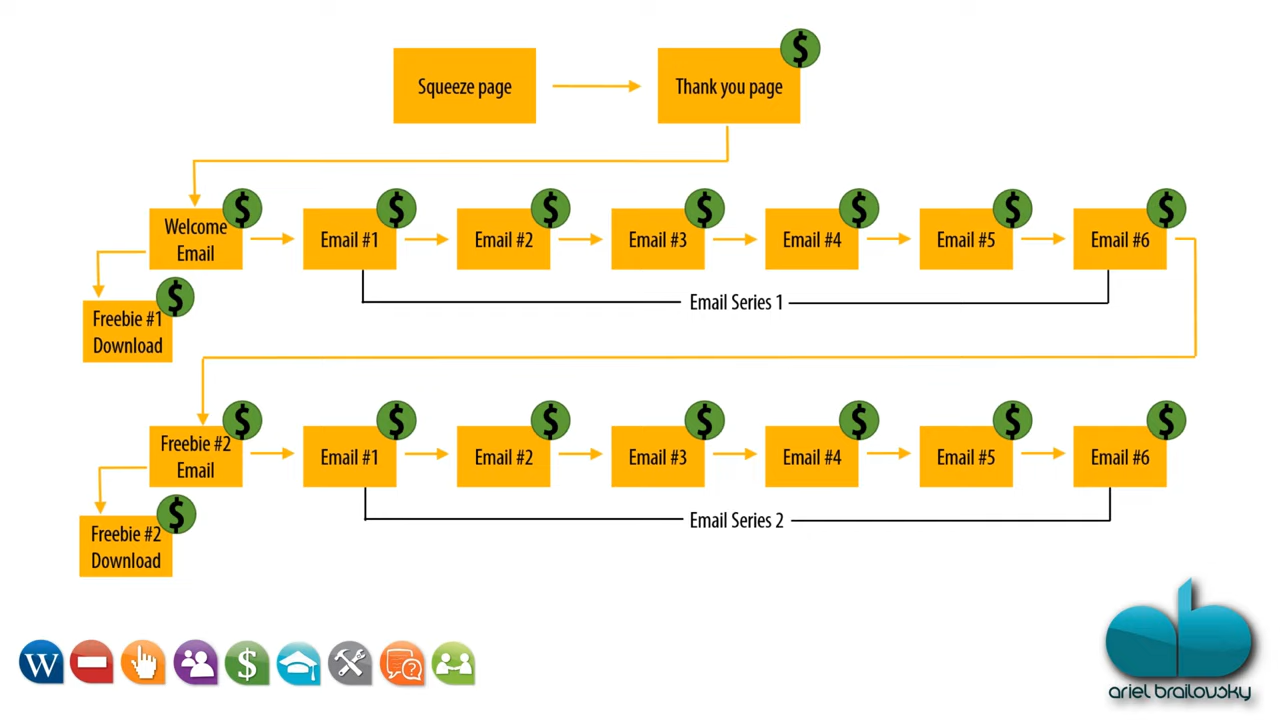 Squeeze page
Thank you page
$
Welcome
Email
$
Email #1
$
Email #2
$
Email #3
$
Email #4
$
Email #5
$
Email #6
$
Freebie #1
Download
$
Email Series 1
Freebie #2
Email
$
Email #1
$
Email #2
$
Email #3
$
Email #4
$
Email #5
$
Email #6
$
Freebie #2
Download
$
Email Series 2
W
$
?
ab
ariel brailovsky